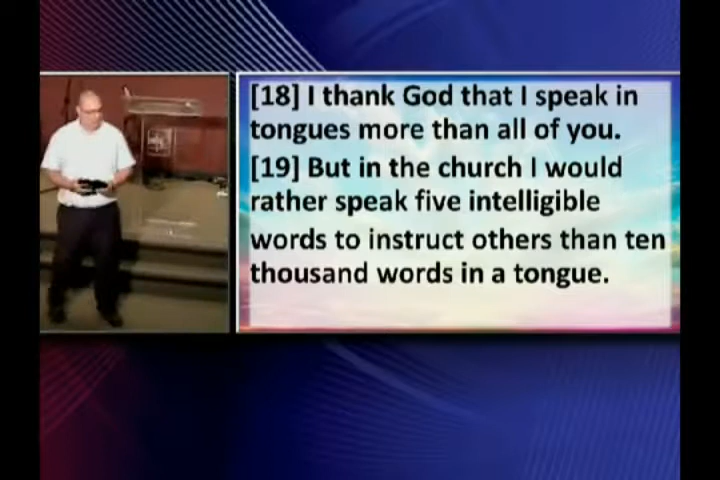 [18] I thank God that I speak in
tongues more than all of you.
[19] But in the church I would
rather speak five intelligible
words to instruct others than ten
thousand words in a tongue.